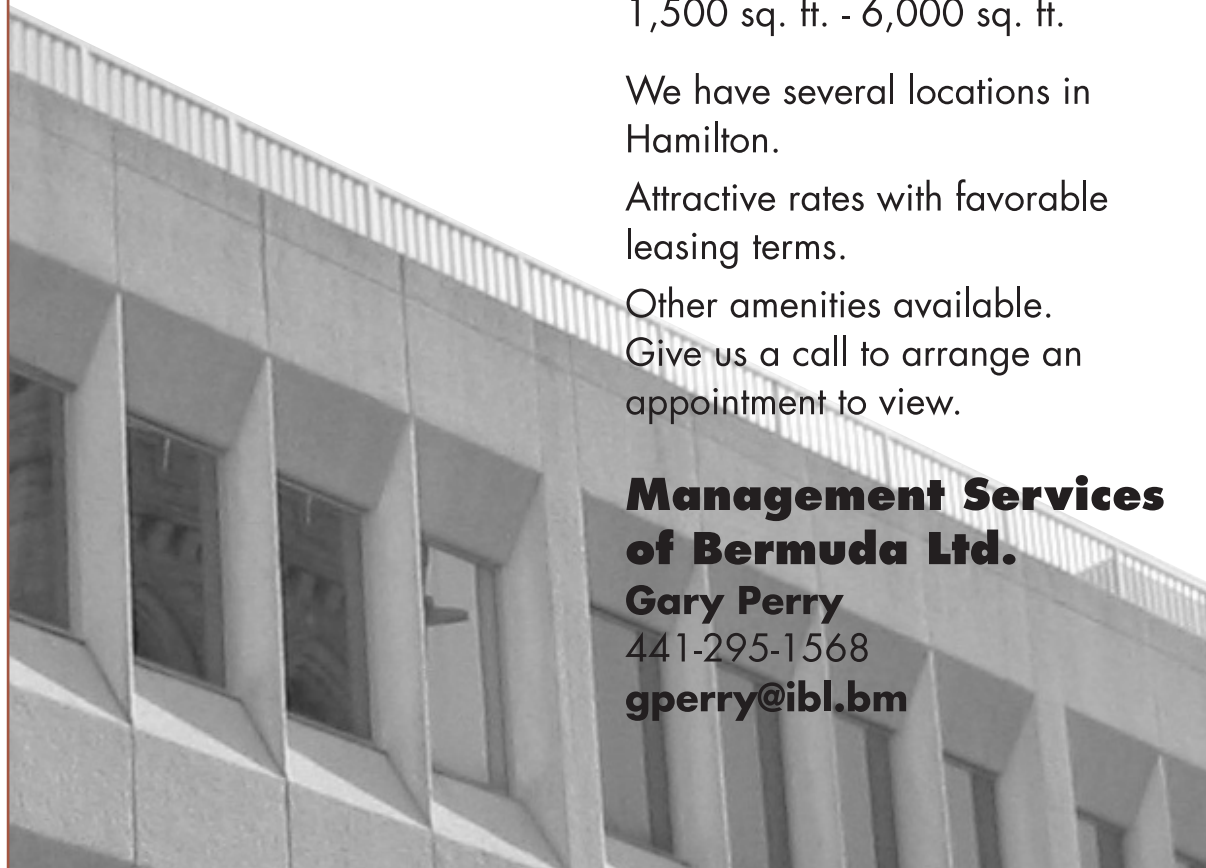 1,500 sq. ft. - 6,000 sq. ft.
We have several locations in
Hamilton.
Attractive rates with favorable
leasing terms.
Other amenities available.
Give us a call to arrange an
appointment to view.
Management Services
of Bermuda Ltd.
Gary Perry
441-295-1568
gperry@ibl.bm